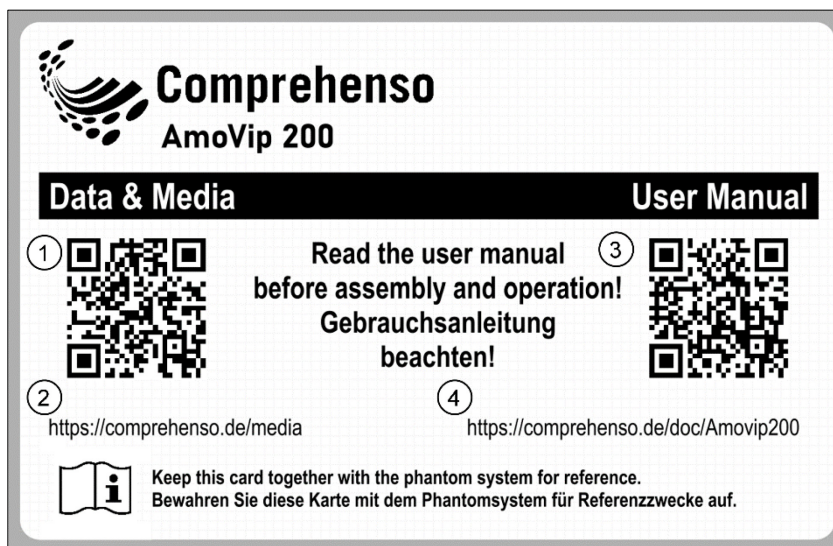 Comprehenso
AmoVip 200
Data & Media
User Manual
1
3
Read the user manual
before assembly and operation!
Gebrauchsanleitung
beachten!
2
4
https://comprehenso.de/media
https://comprehenso.de/doc/Amovip200
i
Keep this card together with the phantom system for reference.
Bewahren Sie diese Karte mit dem Phantomsystem für Referenzzwecke auf.